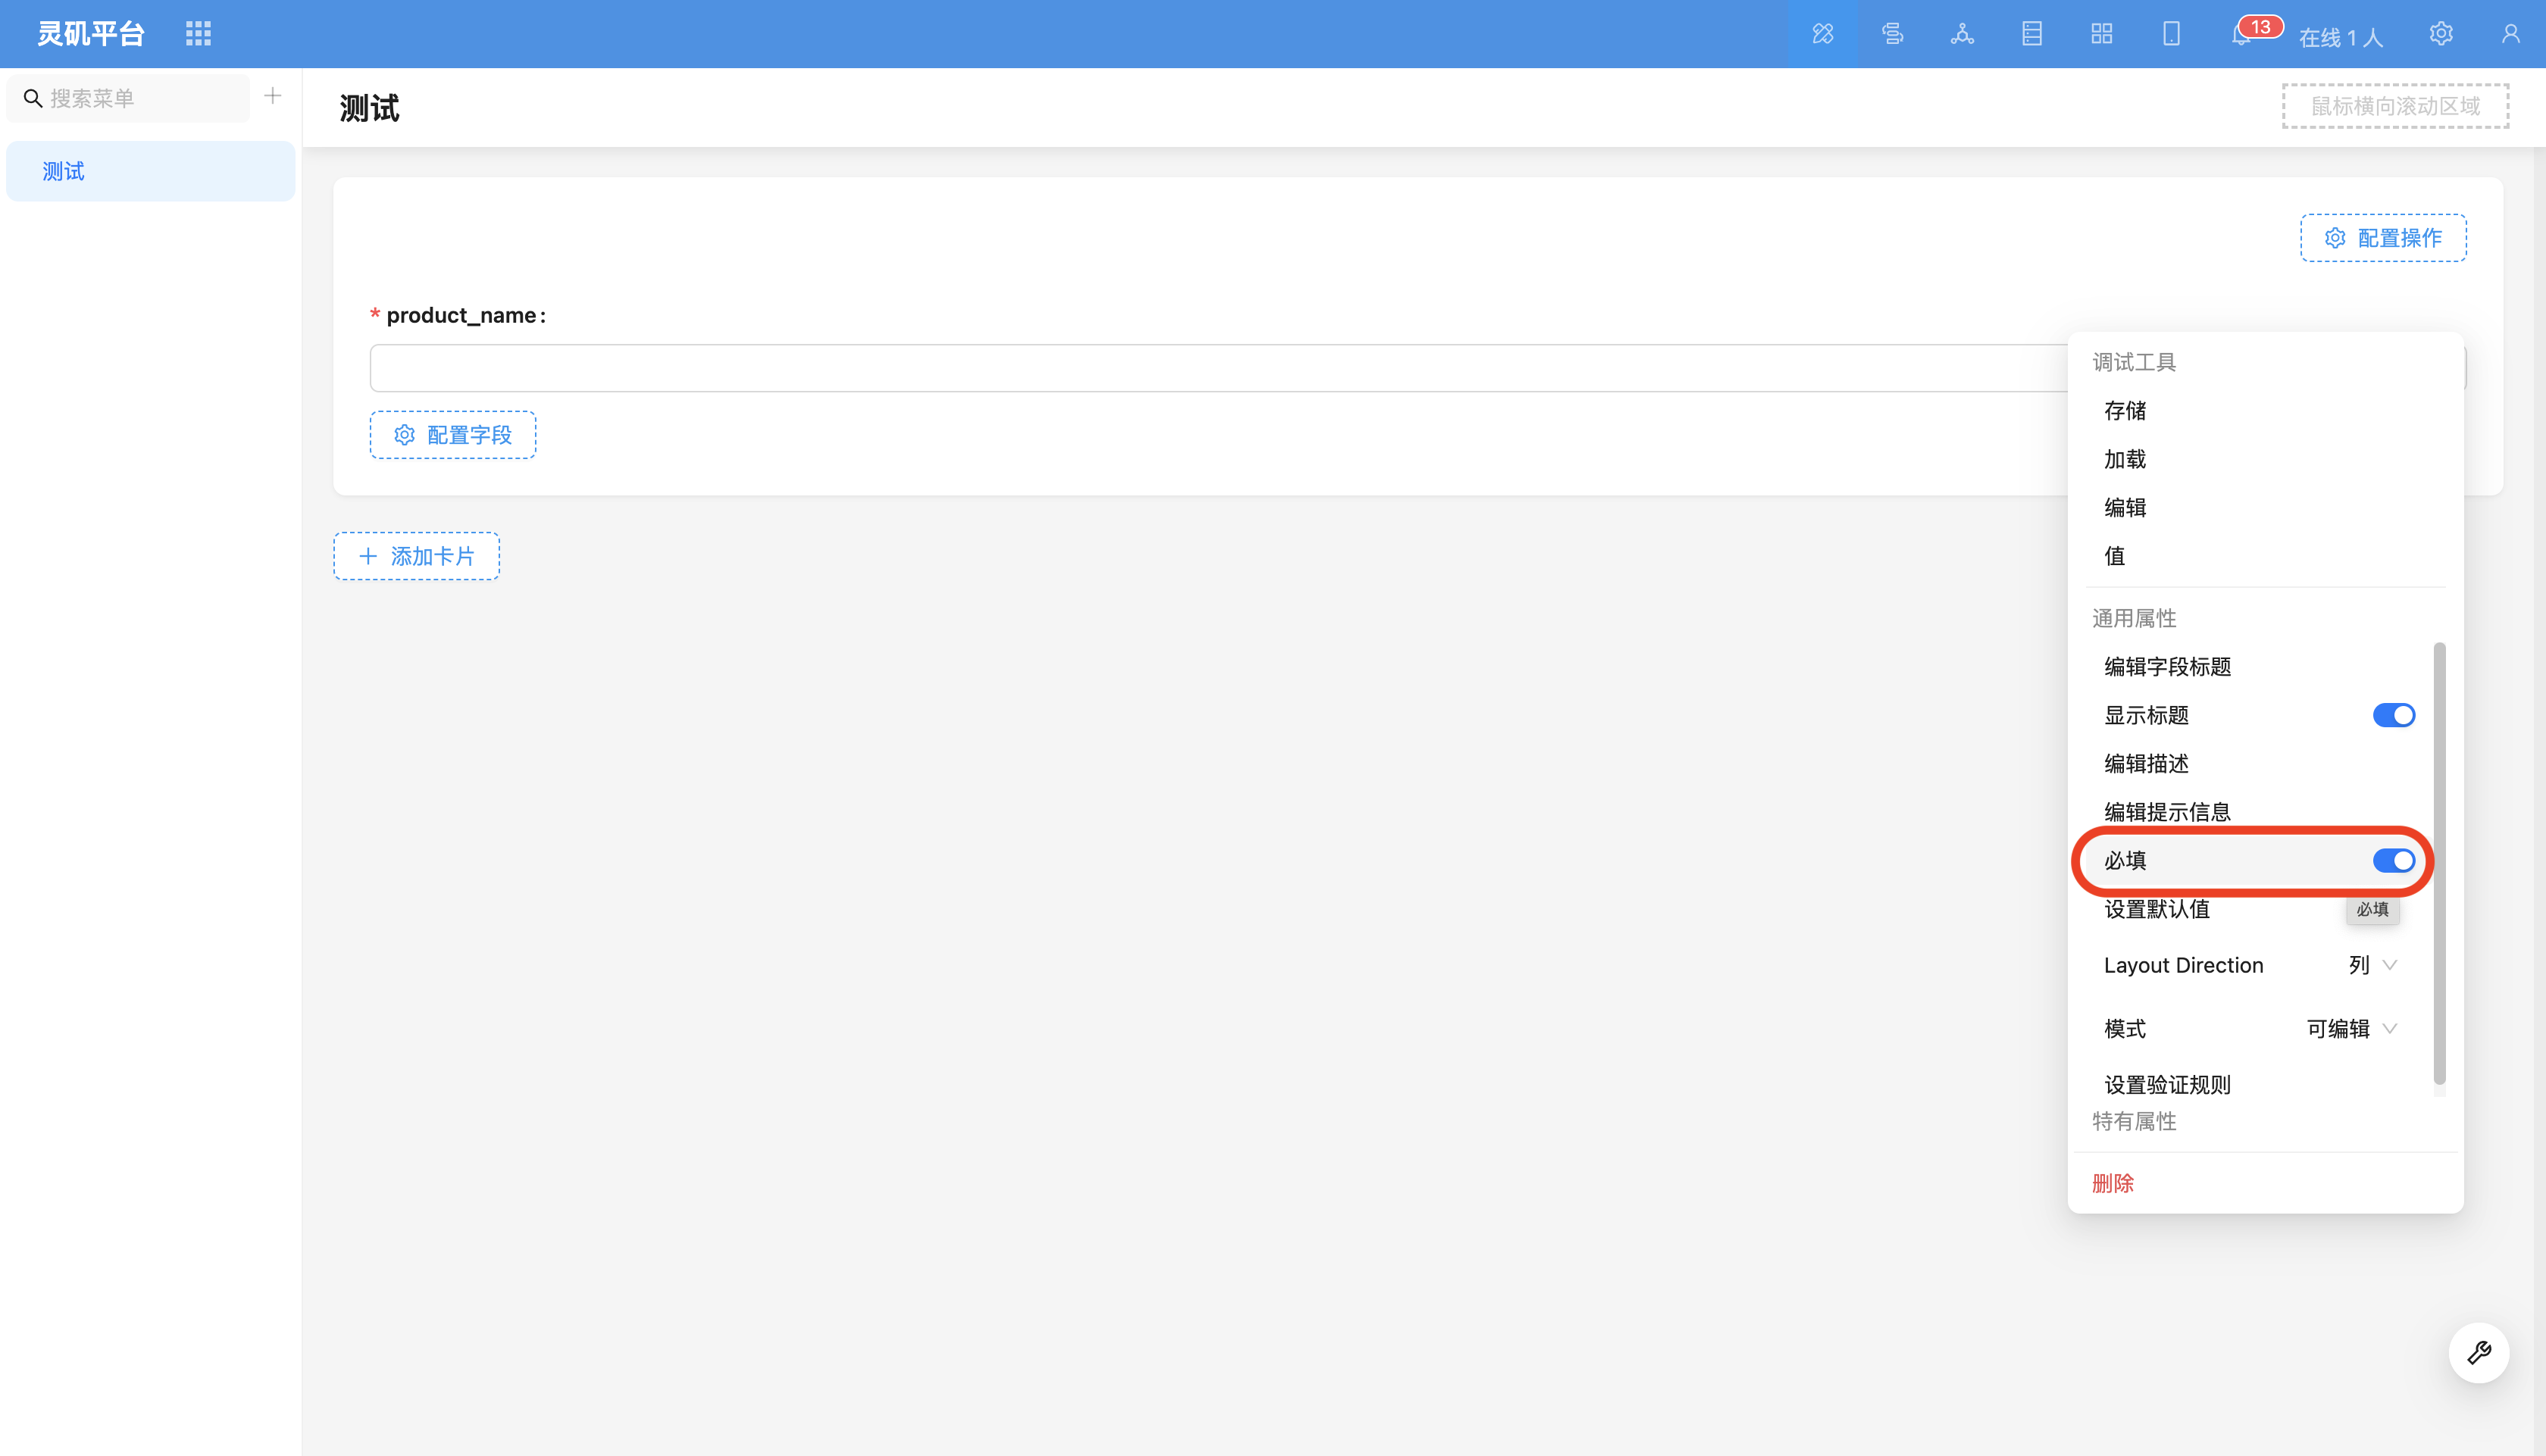 灵矶平台
13
在线 1 人
搜索菜单
测试
测试
鼠标横向滚动区域
配置操作
* product_name :
配置字段
添加卡片
调试工具
存储
加载
编辑
值
通用属性
编辑字段标题
显示标题
编辑描述
编辑提示信息
必填
设置默认值
必填
Layout Direction 列
模式 可编辑
设置验证规则
特有属性
删除